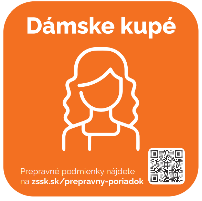 Dámske kupé
Prepravné podmienky nájdete
na zssk.sk/prepravny-poriadok